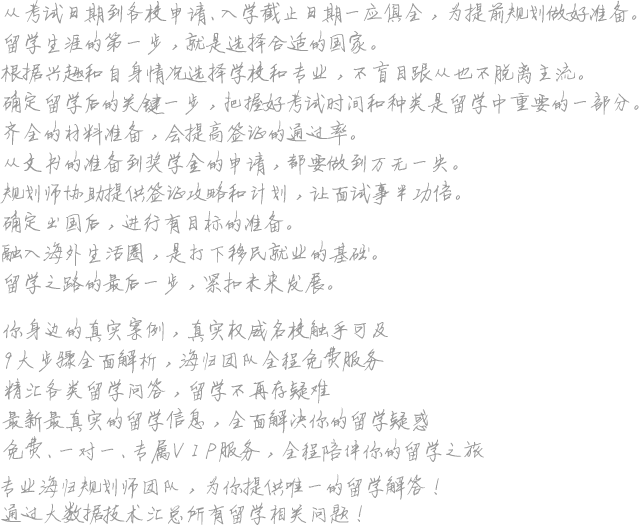 从考试日期到各校申请、入学截止日期一应俱全，为提前规划做好准备。
留学生涯的第一步，就是选择合适的国家。
根据兴趣和自身情况选择学校和专业，不盲目跟从也不脱离主流。
确定留学后的关键一步，把握好考试时间和种类是留学中重要的一部分。
齐全的材料准备，会提高签证的通过率。
从文书的准备到奖学金的申请，都要做到万无一失。
规划师协助提供签证攻略和计划，让面试事半功倍。
确定出国后，进行有目标的准备。
融入海外生活圈，是打下移民就业的基础。
留学之路的最后一步，紧扣未来发展。
你身边的真实案例，真实权威名校触手可及
9大步骤全面解析，海归团队全程免费服务
精汇各类留学问答，留学不再存疑难
最新最真实的留学信息，全面解决你的留学疑惑
免费、一对一、专属VIP服务，全程陪伴你的留学之旅
专业海归规划师团队，为你提供唯一的留学解答！
通过大数据技术汇总所有留学相关问题！